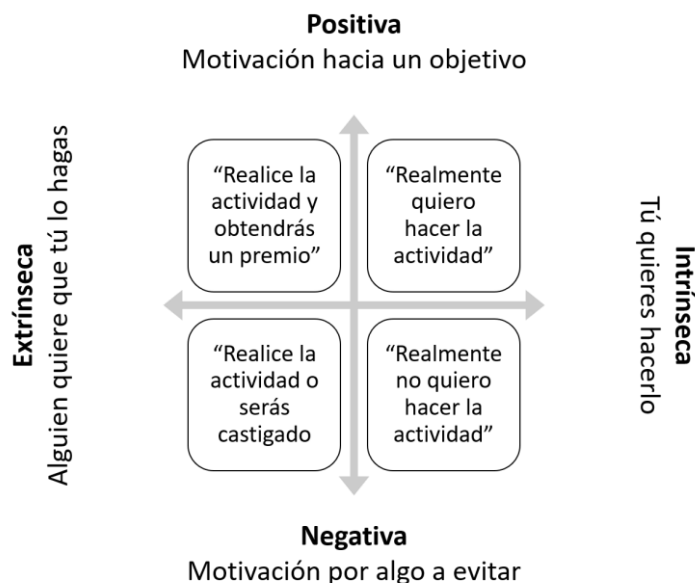 Positiva
Motivación hacia un objetivo
Extrínseca
Alguien quiere que tú lo hagas
“Realice la
actividad y
obtendrás
un premio”
“Realmente
quiero
hacer la
actividad”
“Realice la
actividad o
serás
castigado
“Realmente
no quiero
hacer la
actividad”
Intrínseca
Tú quieres hacerlo
Negativa
Motivación por algo a evitar